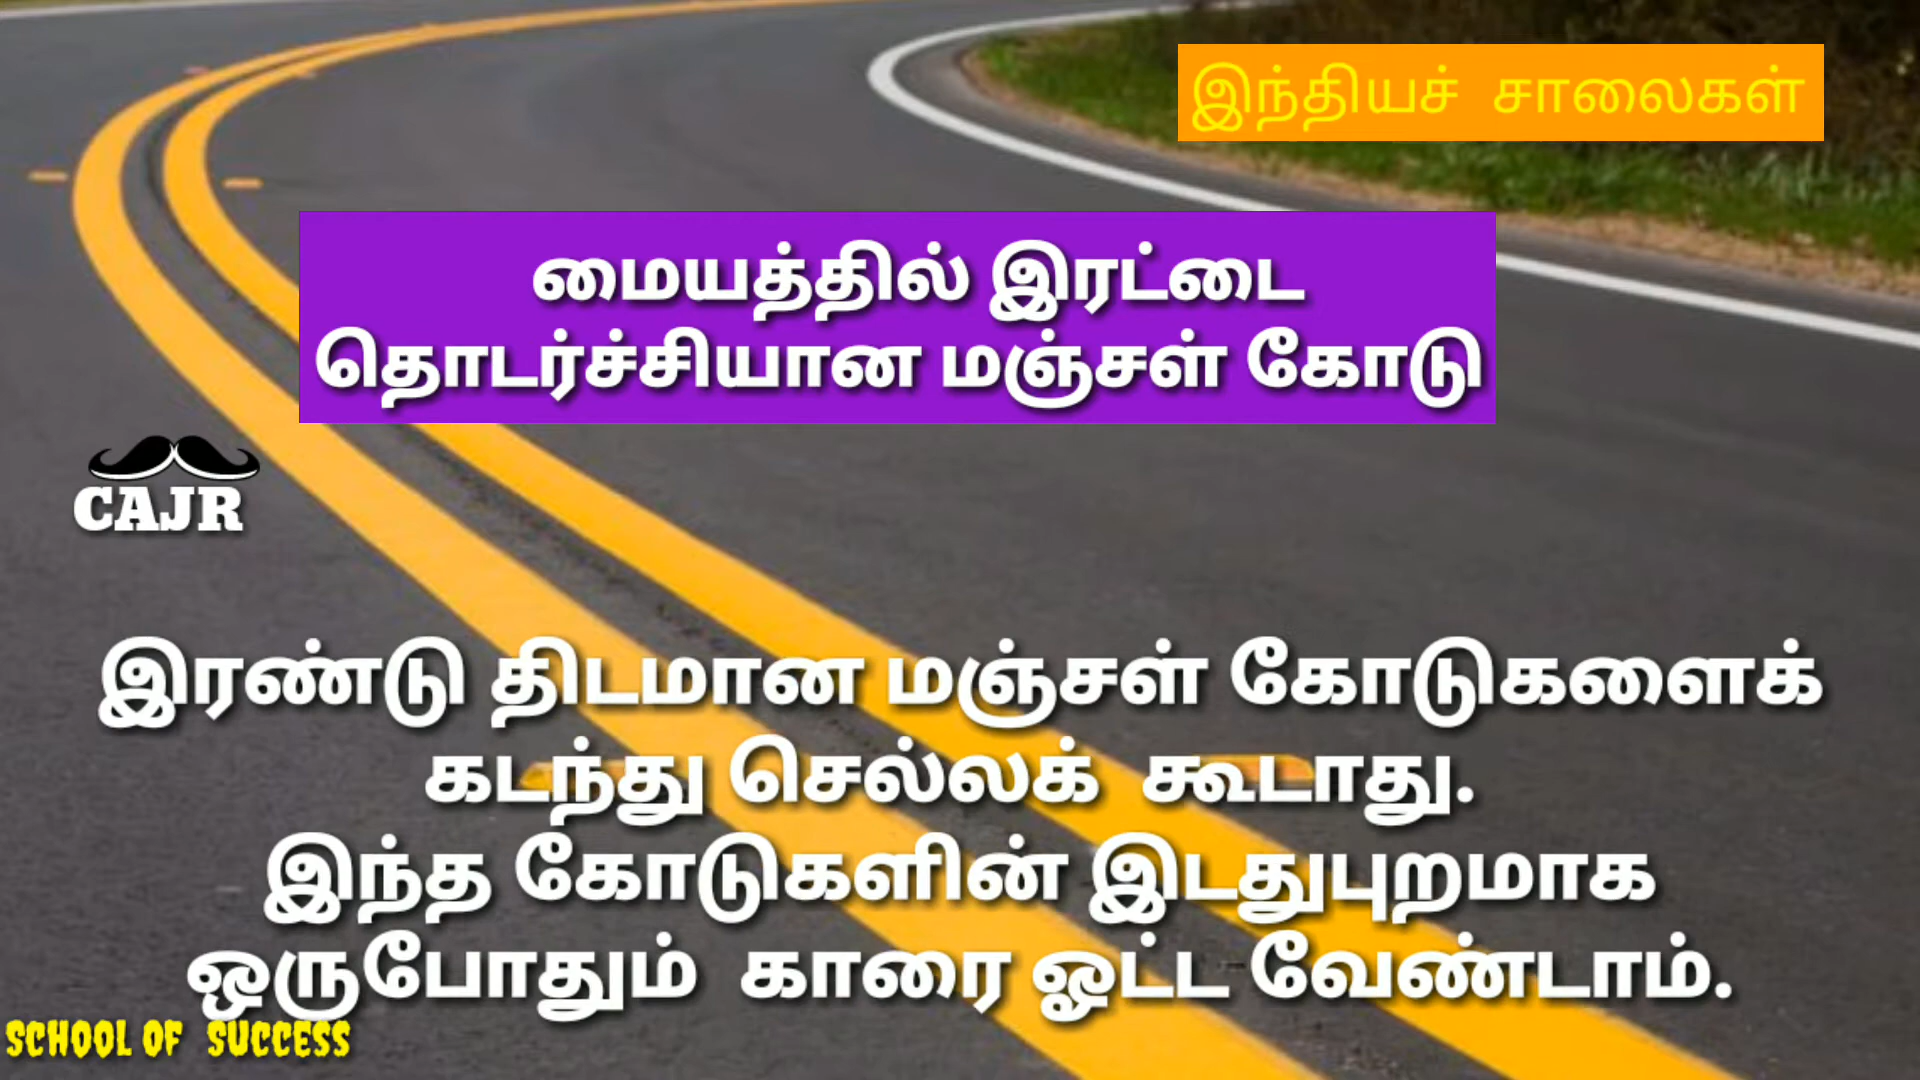 இந்தியச் சாலைகள்
மையத்தில் இரட்டை
தொடர்ச்சியான மஞ்சள் கோடு
CAJR
இரண்டு திடமான மஞ்சள் கோடுகளைக்
கடந்து செல்லக் கூடாது.
இந்த கோடுகளின் இடதுபுறமாக
ஒருபோதும் காரை ஓட்ட வேண்டாம்.
SCHOOL OF SUCCESS